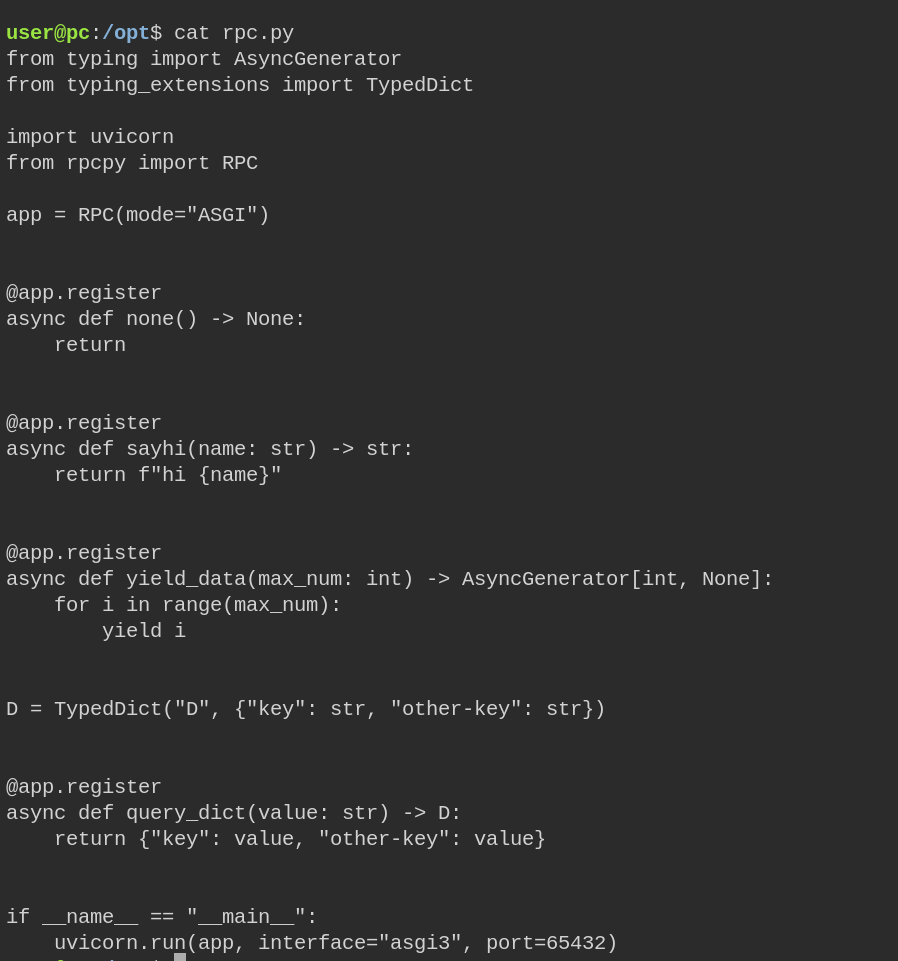 user@pc:/opt$ cat rpc.py
from typing import AsyncGenerator
from typing_extensions import TypedDict

import uvicorn
from rpcpy import RPC

app = RPC(mode="ASGI")


@app.register
async def none() -> None:
    return


@app.register
async def sayhi(name: str) -> str:
    return f"hi {name}"


@app.register
async def yield_data(max_num: int) -> AsyncGenerator[int, None]:
    for i in range(max_num):
        yield i


D = TypedDict("D", {"key": str, "other-key": str})


@app.register
async def query_dict(value: str) -> D:
    return {"key": value, "other-key": value}


if __name__ == "__main__":
    uvicorn.run(app, interface="asgi3", port=65432)